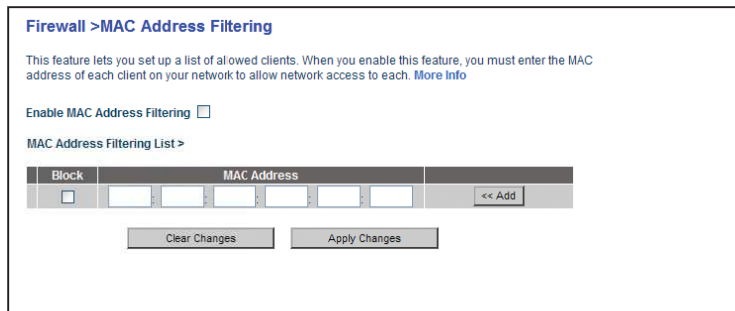 Firewall >MAC Address Filtering
This feature lets you set up a list of allowed clients. When you enable this feature, you must enter the MAC
address of each client on your network to allow network access to each. More Info
Enable MAC Address Filtering
MAC Address Filtering List >
Block MAC Address
: : : : : << Add
Clear Changes Apply Changes